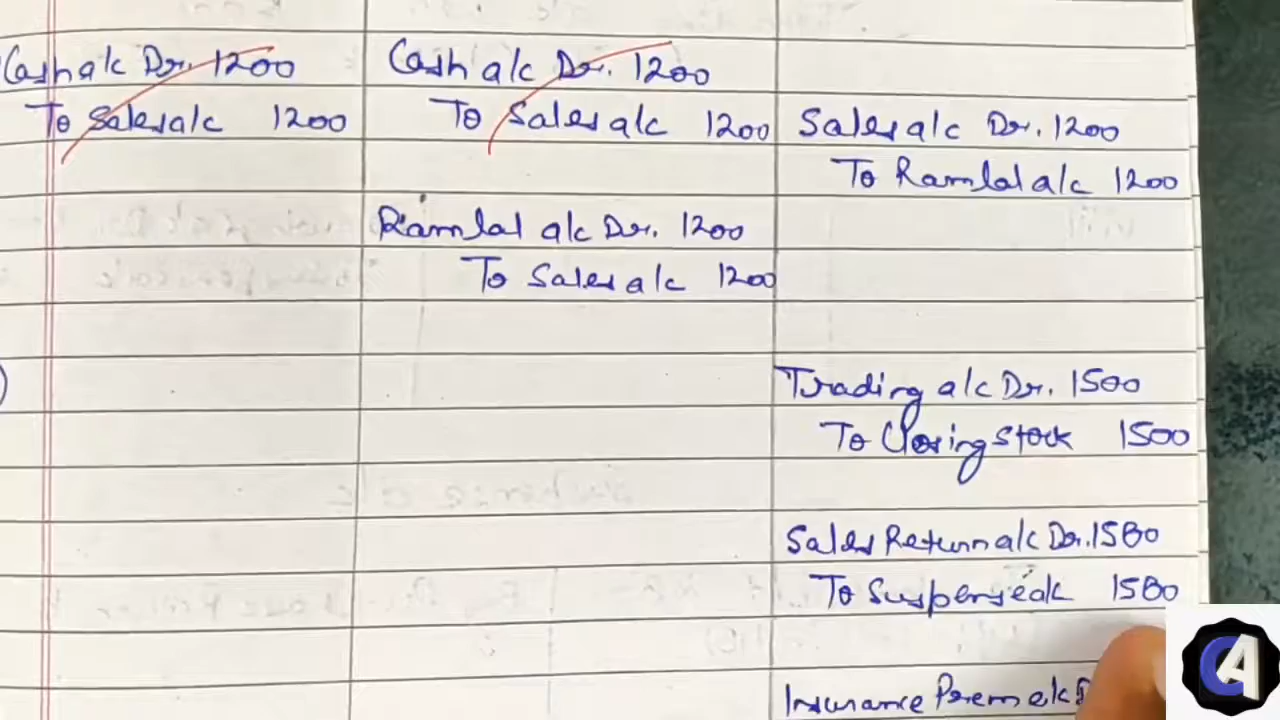 Cash a/c Dr. 1200
To Sales a/c 1200
Cash a/c Dr. 1200
To Sales a/c 1200
Ramlal a/c Dr. 1200
To Sales a/c 1200
Sales a/c Dr. 1200
To Ramlal a/c 1200
)
Trading a/c Dr. 1500
To Closing Stock 1500
Sales Return a/c Dr. 1580
To Suspense a/c 1580
Insurance Prem a/c D
CA